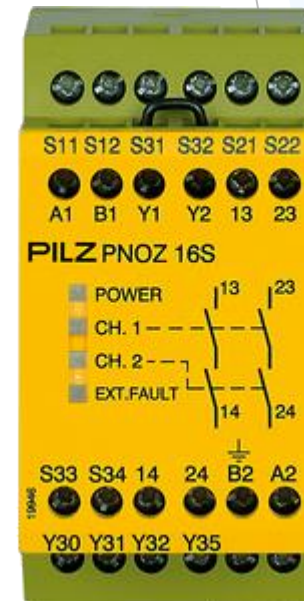 S11 S12 S31 S32 S21 S22
A1 B1 Y1 Y2 13 23
PILZ PNOZ 16S
POWER
13 23
CH. 1
CH. 2
EXT.FAULT
14 24
S33 S34 14 24 B2 A2
19946
Y30 Y31 Y32 Y35